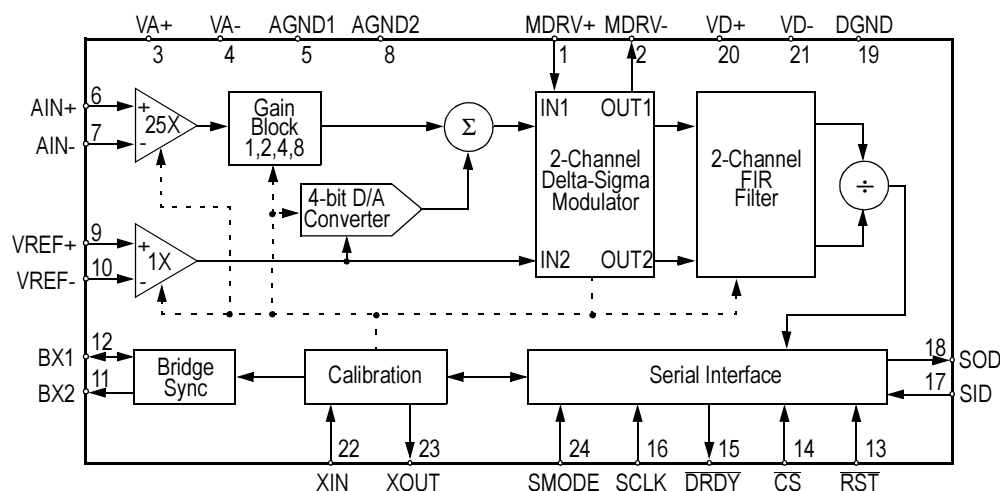 VA+ VA- AGND1 AGND2 MDRV+ MDRV- VD+ VD- DGND
3 4 5 8 1 2 20 21 19
AIN+ 6
AIN- 7
+
-
25X
Gain
Block
1,2,4,8
Σ
IN1 OUT1
2-Channel
Delta-Sigma
Modulator
IN2 OUT2
2-Channel
FIR
Filter
÷
4-bit D/A
Converter
VREF+ 9
VREF- 10
+
-
1X
BX1 12
BX2 11
Bridge
Sync
Calibration
Serial Interface
18 SOD
17 SID
22 23 24 16 15 14 13
XIN XOUT SMODE SCLK DRDY CS RST